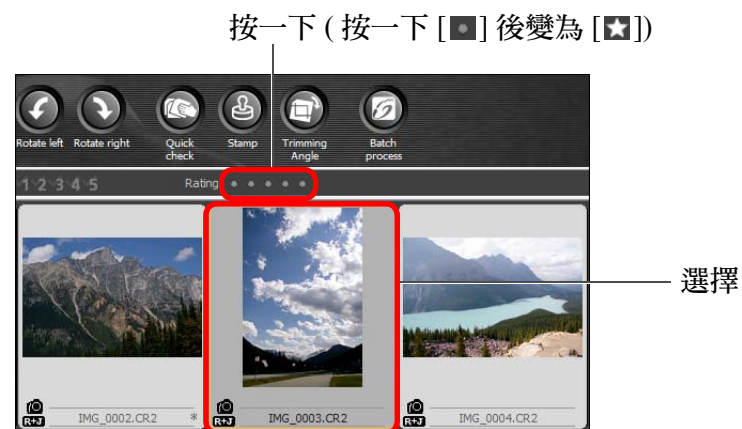 按一下 ( 按一下 [●] 後變為 [★])
Rotate left Rotate right Quick check Stamp Trimming Angle Batch process
1 2 3 4 5 Rating
選擇
R+J IMG_0002.CR2 * R+J IMG_0003.CR2 R+J IMG_0004.CR2